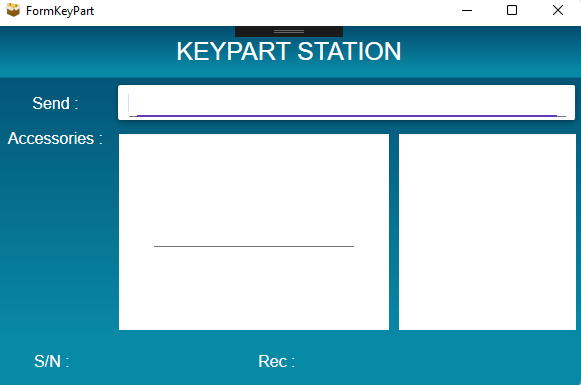 FormKeyPart
KEYPART STATION
Send :
Accessories :
S/N :
Rec :